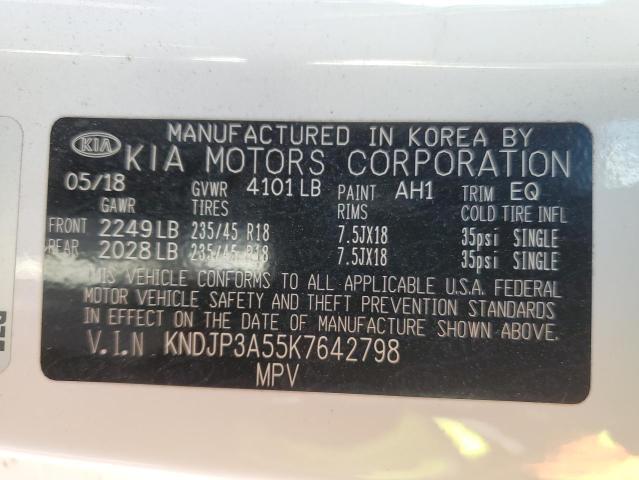 KIA MANUFACTURED IN KOREA BY
KIA MOTORS CORPORATION
05/18 GVWR 4101 LB PAINT AH1 TRIM EQ
GAWR TIRES RIMS COLD TIRE INFL
FRONT 2249 LB 235/45 R18 7.5JX18 35psi SINGLE
REAR 2028 LB 235/45 R18 7.5JX18 35psi SINGLE
THIS VEHICLE CONFORMS TO ALL APPLICABLE U.S.A. FEDERAL
MOTOR VEHICLE SAFETY AND THEFT PREVENTION STANDARDS
IN EFFECT ON THE DATE OF MANUFACTURE SHOWN ABOVE.
V.I.N KNDJP3A55K7642798
MPV